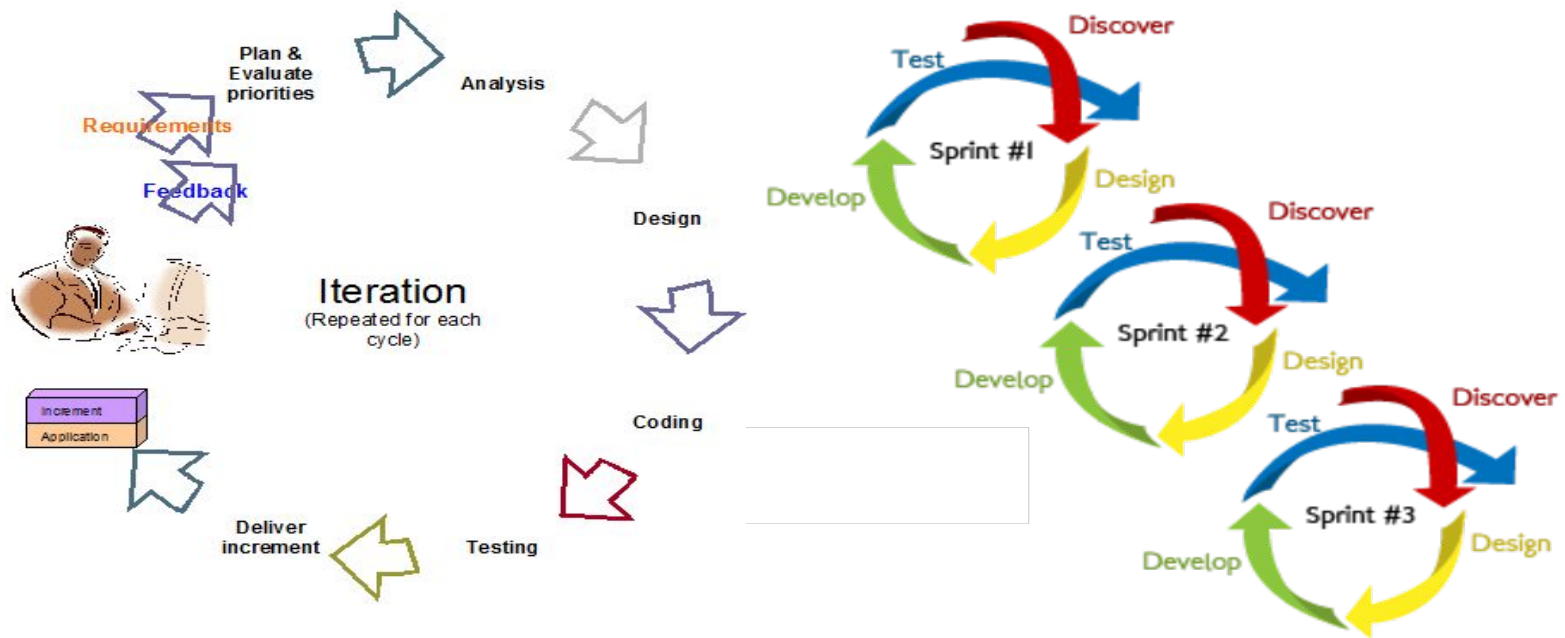 Plan &
Evaluate
priorities
Analysis
Requirements
Feedback
Design
Iteration
(Repeated for each
cycle)
Increment
Application
Coding
Deliver
increment
Testing
Discover
Test
Sprint #1
Design
Develop
Discover
Test
Sprint #2
Design
Develop
Discover
Test
Sprint #3
Design
Develop